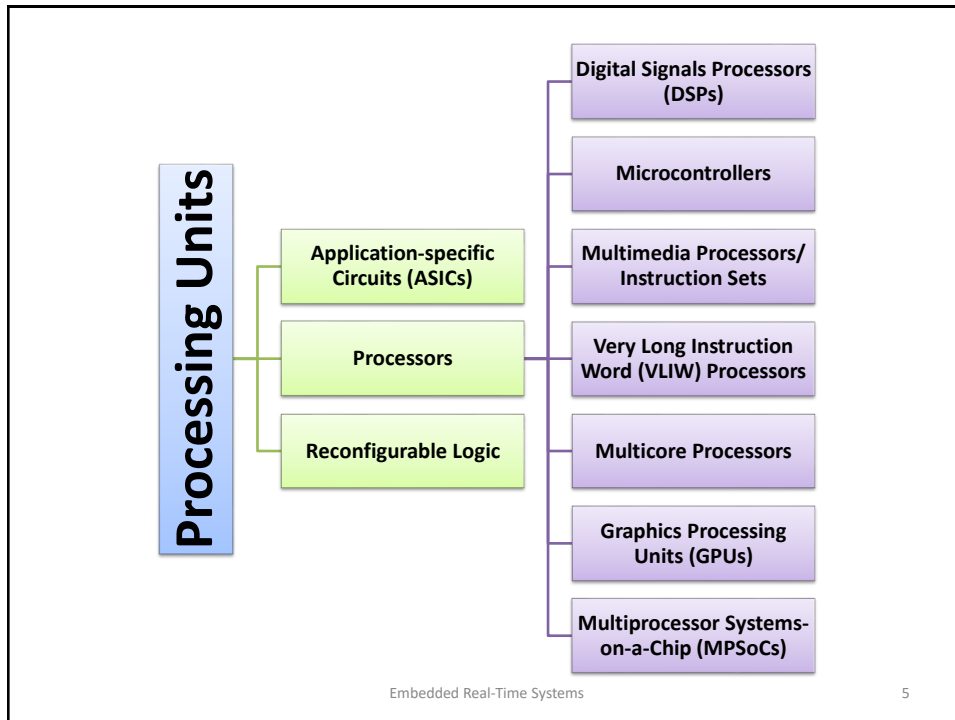 Processing Units
Application-specific
Circuits (ASICs)
Processors
Reconfigurable Logic
Digital Signals Processors
(DSPs)
Microcontrollers
Multimedia Processors/
Instruction Sets
Very Long Instruction
Word (VLIW) Processors
Multicore Processors
Graphics Processing
Units (GPUs)
Multiprocessor Systems-
on-a-Chip (MPSoCs)
Embedded Real-Time Systems
5